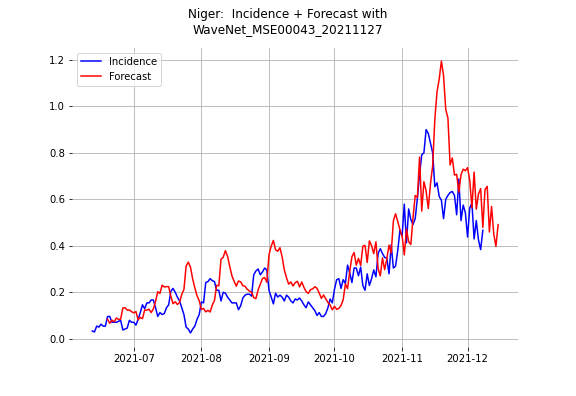 Niger:  Incidence + Forecast with
WaveNet_MSE00043_20211127
Incidence
Forecast
1.2
1.0
0.8
0.6
0.4
0.2
0.0
2021-07 2021-08 2021-09 2021-10 2021-11 2021-12